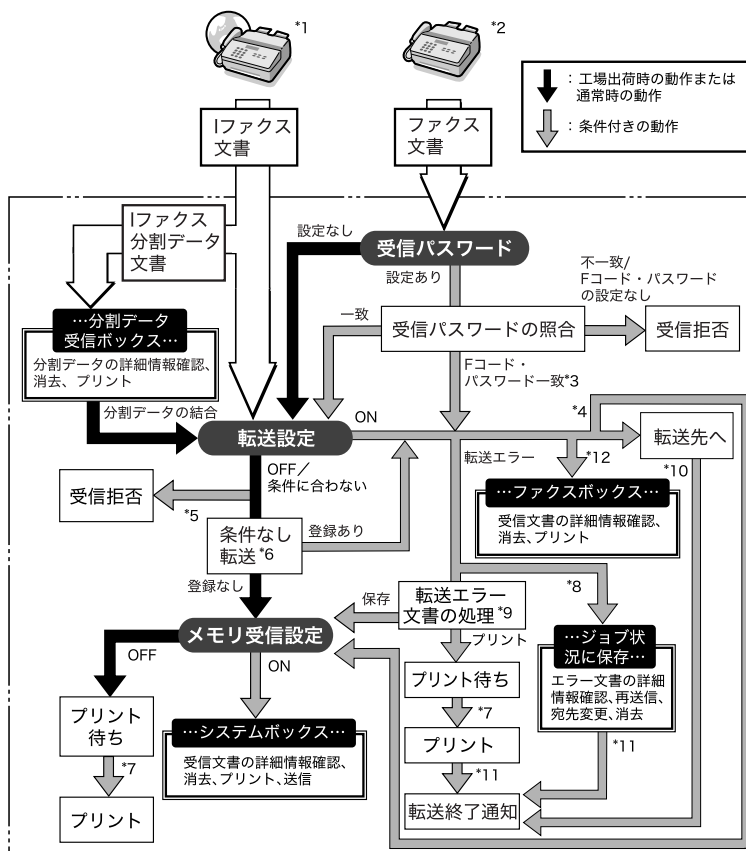 *1
*2
：工場出荷時の動作または
通常時の動作
：条件付きの動作
Iファクス
文書
ファクス
文書
Iファクス
分割データ
文書
設定なし
受信パスワード
設定あり
不一致/
Fコード・パスワード
の設定なし
…分割データ
受信ボックス…
分割データの詳細情報確認、
消去、プリント
一致
受信パスワードの照合
受信拒否
Fコード・
パスワード一致*3
分割データの結合
転送設定
ON
*4
転送先へ
OFF／
条件に合わない
転送エラー
*12
*10
受信拒否
*5
…ファクスボックス…
受信文書の詳細情報確認、
消去、プリント
条件なし
転送*6
登録あり
登録なし
保存
転送エラー
文書の処理*9
*8
メモリ受信設定
プリント
…ジョブ状
況に保存…
エラー文書の詳細
情報確認、再送信、
宛先変更、消去
OFF
ON
プリント
待ち
プリント待ち
*7
…システムボックス…
受信文書の詳細情報確認、
消去、プリント、送信
プリント
*7
*11
*11
プリント
転送終了通知